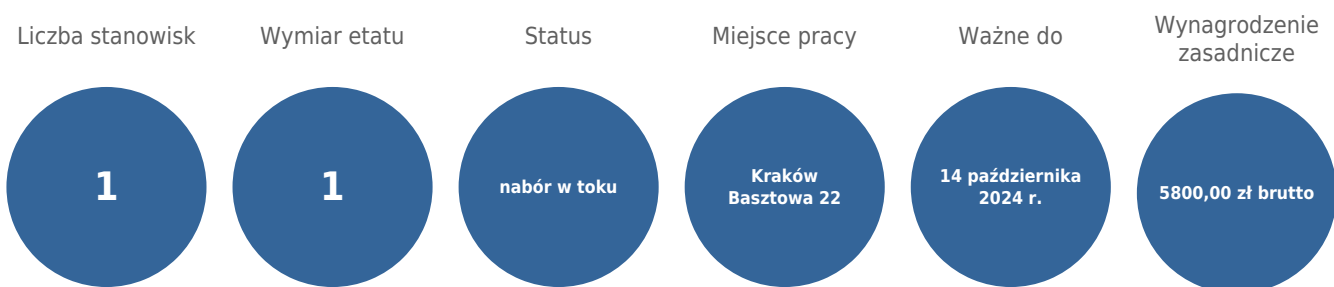 Liczba stanowisk
1
Wymiar etatu
1
Status
nabór w toku
Miejsce pracy
Kraków
Basztowa 22
Ważne do
14 października
2024 r.
Wynagrodzenie
zasadnicze
5800,00 zł brutto